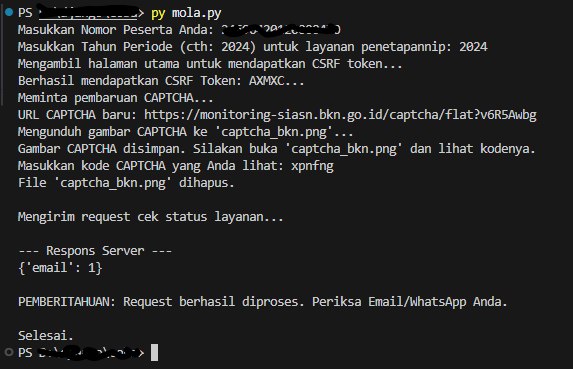 PS > py mola.py
Masukkan Nomor Peserta Anda:
Masukkan Tahun Periode (cth: 2024) untuk layanan penetapannip: 2024
Mengambil halaman utama untuk mendapatkan CSRF token...
Berhasil mendapatkan CSRF Token: AXMXC...
Meminta pembaruan CAPTCHA...
URL CAPTCHA baru: https://monitoring-siasn.bkn.go.id/captcha/flat?v6R5Awbg
Mengunduh gambar CAPTCHA ke 'captcha_bkn.png'...
Gambar CAPTCHA disimpan. Silakan buka 'captcha_bkn.png' dan lihat kodenya.
Masukkan kode CAPTCHA yang Anda lihat: xpnfng
File 'captcha_bkn.png' dihapus.
Mengirim request cek status layanan...
--- Respons Server ---
{'email': 1}
PEMBERITAHUAN: Request berhasil diproses. Periksa Email/WhatsApp Anda.
Selesai.
PS >